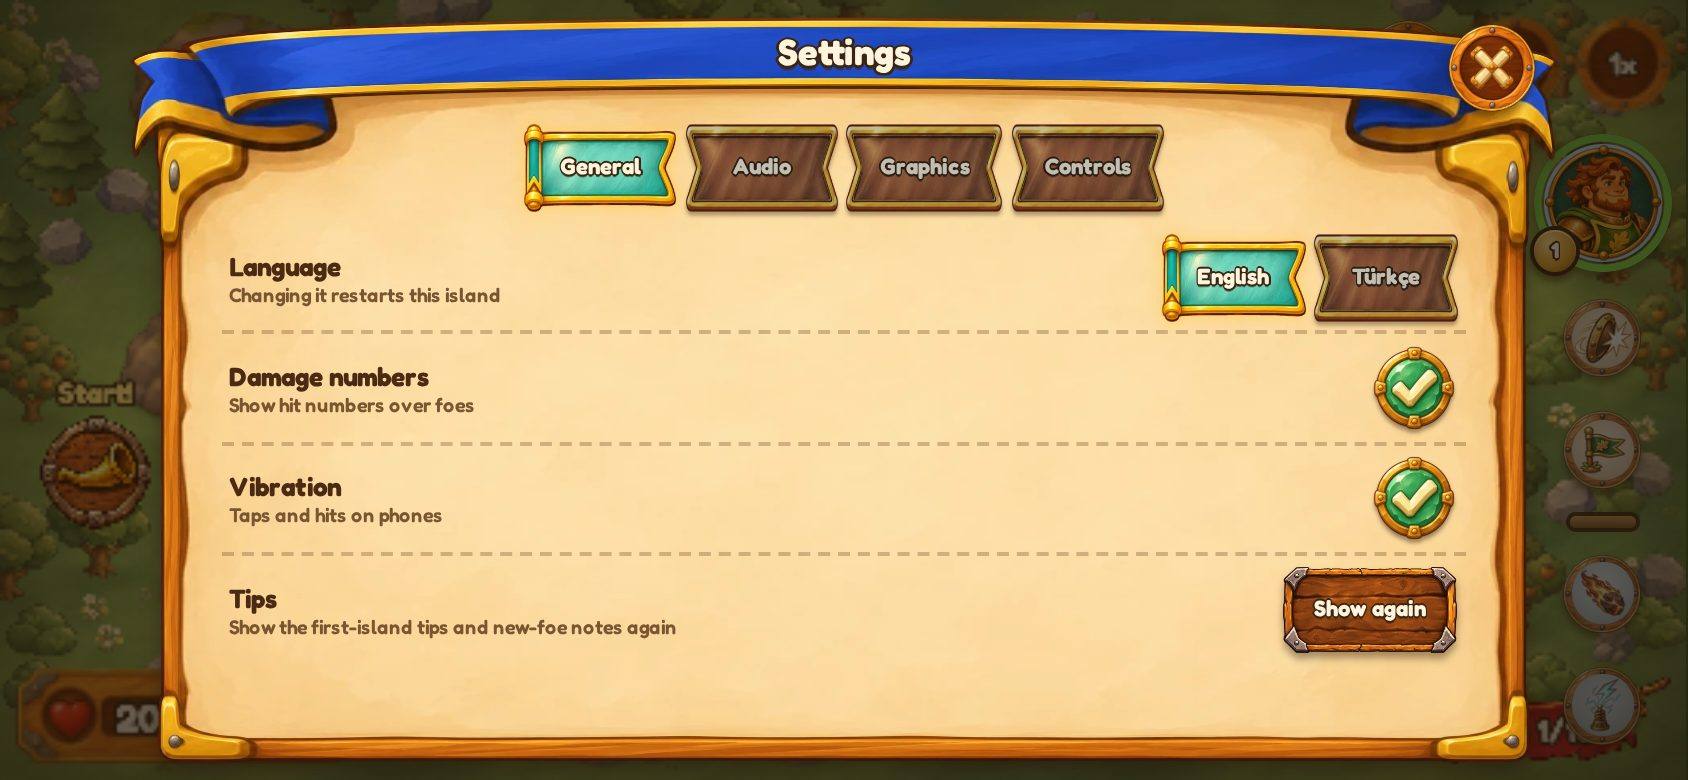 Settings
1x
General
Audio
Graphics
Controls
Language
Changing it restarts this island
English
Türkçe
1
Damage numbers
Show hit numbers over foes
Start!
Vibration
Taps and hits on phones
Tips
Show the first-island tips and new-foe notes again
Show again
20
1/